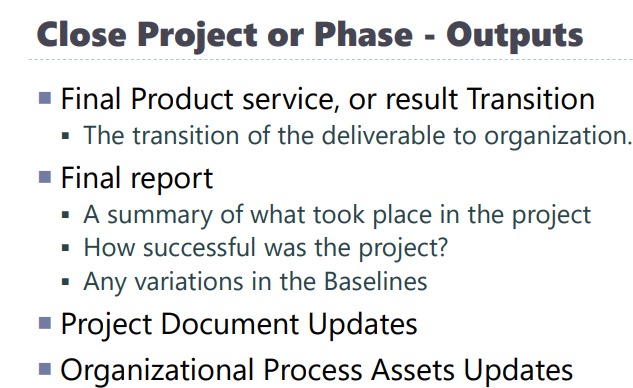 Close Project or Phase - Outputs
Final Product service, or result Transition
The transition of the deliverable to organization.
Final report
A summary of what took place in the project
How successful was the project?
Any variations in the Baselines
Project Document Updates
Organizational Process Assets Updates